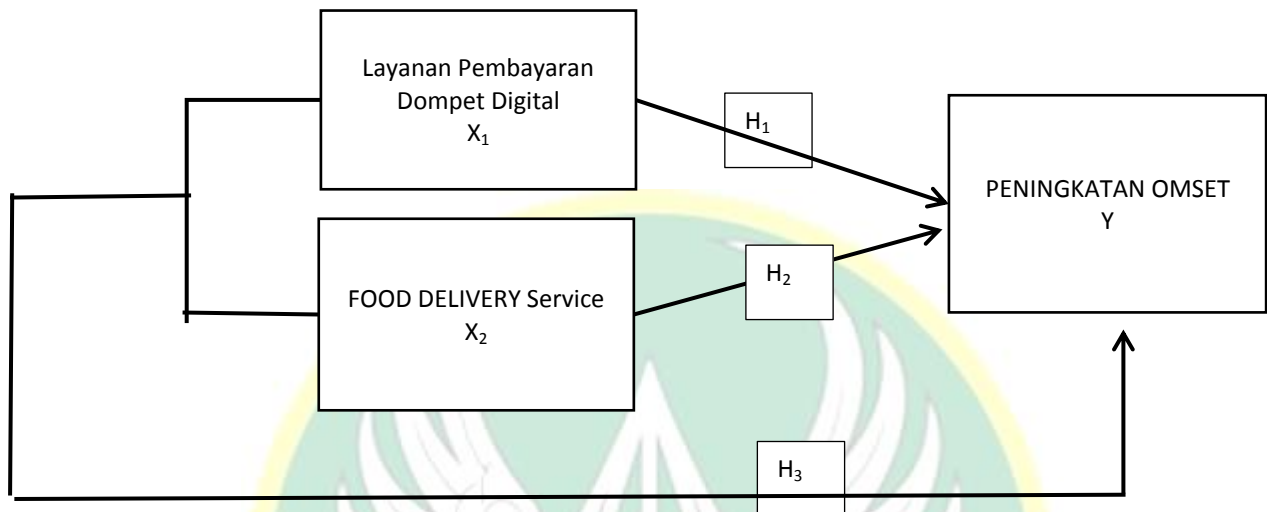 Layanan Pembayaran
Dompet Digital
X₁
H₁
PENINGKATAN OMSET
Y
FOOD DELIVERY Service
X₂
H₂
H₃